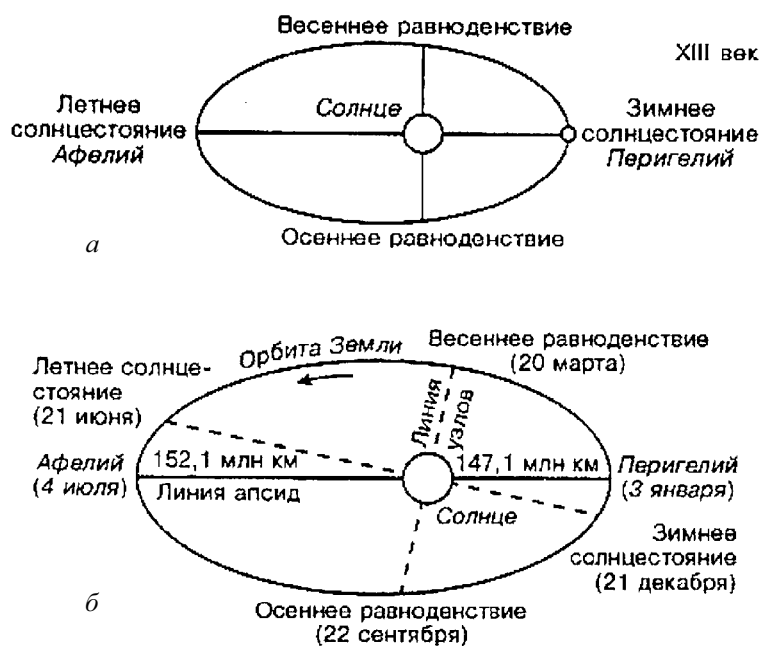 Весеннее равноденствие
XIII век
Летнее
солнцестояние
Афелий
Солнце
Зимнее
солнцестояние
Перигелий
Осеннее равноденствие
а
Летнее солнце-
стояние
(21 июня)
Орбита Земли
Весеннее равноденствие
(20 марта)
Линия
узлов
Афелий
(4 июля)
152,1 млн км
Линия апсид
147,1 млн км
Перигелий
(3 января)
Солнце
Зимнее
солнцестояние
(21 декабря)
Осеннее равноденствие
(22 сентября)
б